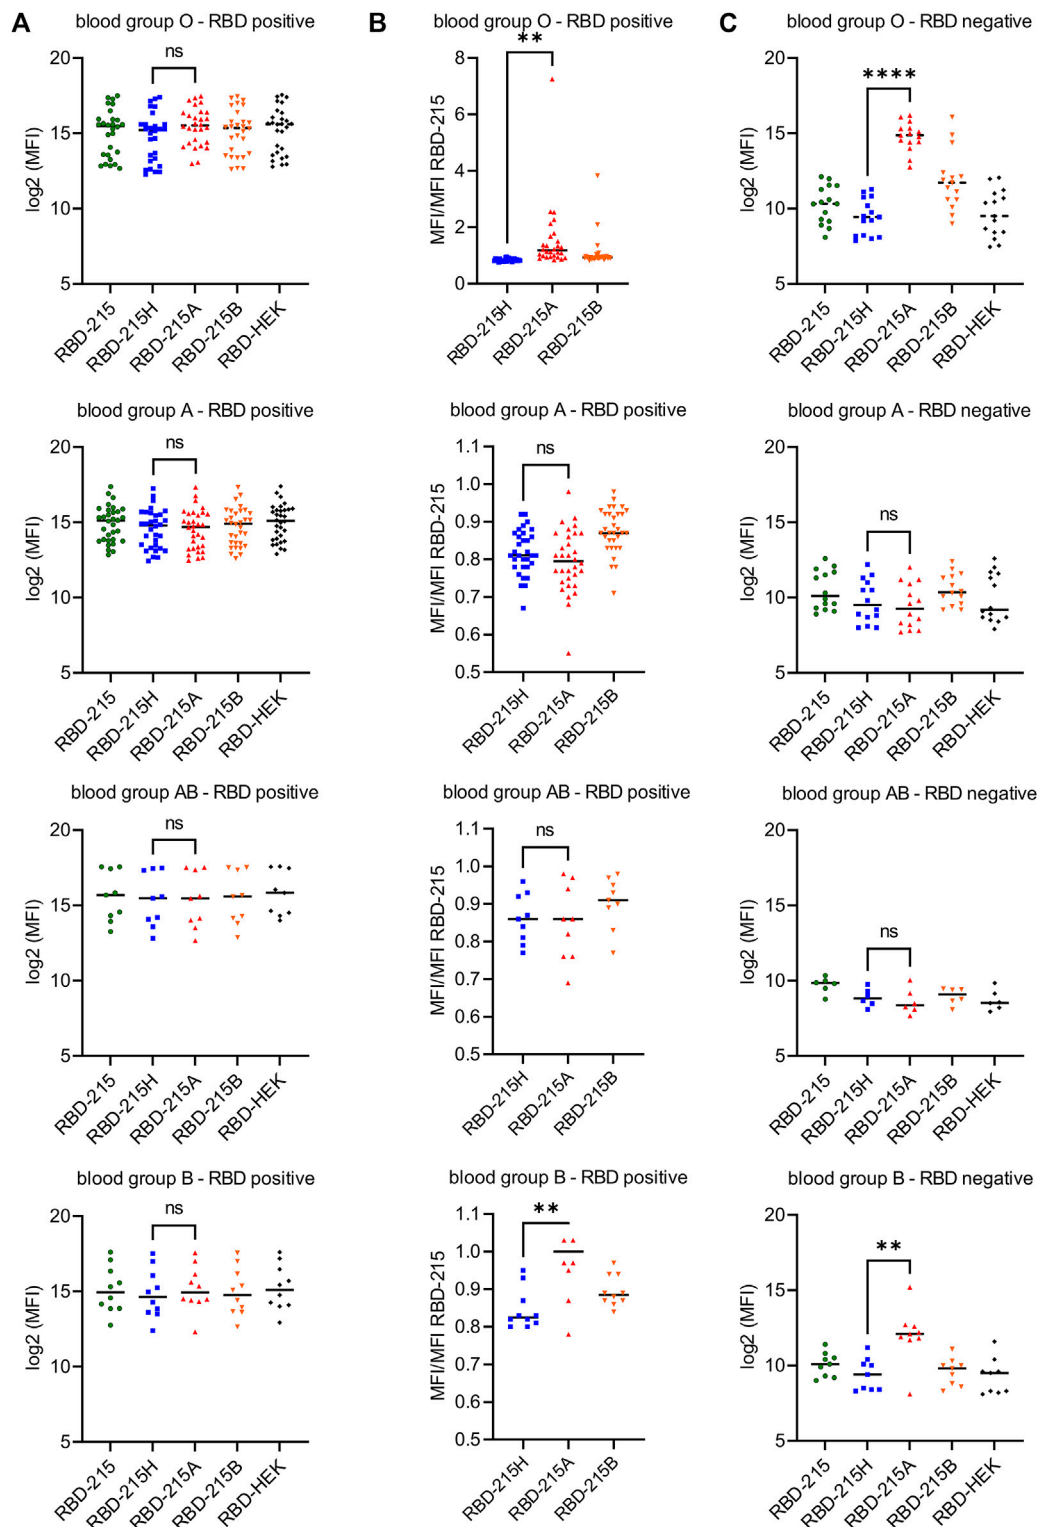 A
blood group O - RBD positive
ns
log2 (MFI)
20
15
10
5
RBD-215
RBD-215H
RBD-215A
RBD-215B
RBD-HEK
B
blood group O - RBD positive
**
MFI/MFI RBD-215
8
6
4
2
0
RBD-215H
RBD-215A
RBD-215B
C
blood group O - RBD negative
****
log2 (MFI)
20
15
10
5
RBD-215
RBD-215H
RBD-215A
RBD-215B
RBD-HEK
blood group A - RBD positive
ns
log2 (MFI)
20
15
10
5
RBD-215
RBD-215H
RBD-215A
RBD-215B
RBD-HEK
blood group A - RBD positive
ns
MFI/MFI RBD-215
1.1
1.0
0.9
0.8
0.7
0.6
0.5
RBD-215H
RBD-215A
RBD-215B
blood group A - RBD negative
ns
log2 (MFI)
20
15
10
5
RBD-215
RBD-215H
RBD-215A
RBD-215B
RBD-HEK
blood group AB - RBD positive
ns
log2 (MFI)
20
15
10
5
RBD-215
RBD-215H
RBD-215A
RBD-215B
RBD-HEK
blood group AB - RBD positive
ns
MFI/MFI RBD-215
1.1
1.0
0.9
0.8
0.7
0.6
0.5
RBD-215H
RBD-215A
RBD-215B
blood group AB - RBD negative
ns
log2 (MFI)
20
15
10
5
RBD-215
RBD-215H
RBD-215A
RBD-215B
RBD-HEK
blood group B - RBD positive
ns
log2 (MFI)
20
15
10
5
RBD-215
RBD-215H
RBD-215A
RBD-215B
RBD-HEK
blood group B - RBD positive
**
MFI/MFI RBD-215
1.1
1.0
0.9
0.8
0.7
0.6
0.5
RBD-215H
RBD-215A
RBD-215B
blood group B - RBD negative
**
log2 (MFI)
20
15
10
5
RBD-215
RBD-215H
RBD-215A
RBD-215B
RBD-HEK